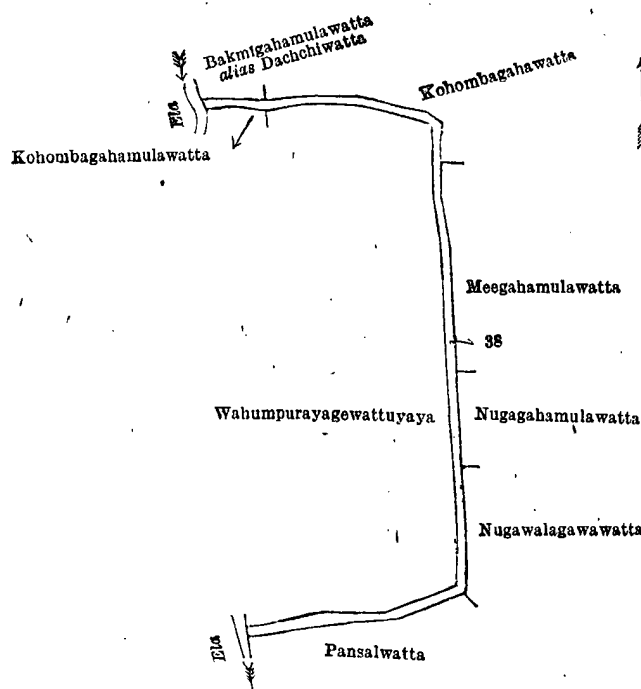 Bakmigahamulawatta
alias Dachchiwatta
Kohombagahawatta
Ela
Kohombagahamulawatta
Meegahamulawatta
38
Wahumpurayagewattuyaya
Nugagahamulawatta
Nugawalagawawatta
Ela
Pansalwatta